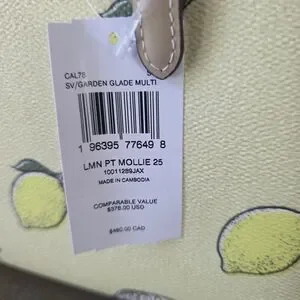 CAL78
SV/GARDEN GLADE MULTI
1 96395 77649 8
LMN PT MOLLIE 25
10011289JAX
MADE IN CAMBODIA
COMPARABLE VALUE
$378.00 USD
$460.00 CAD